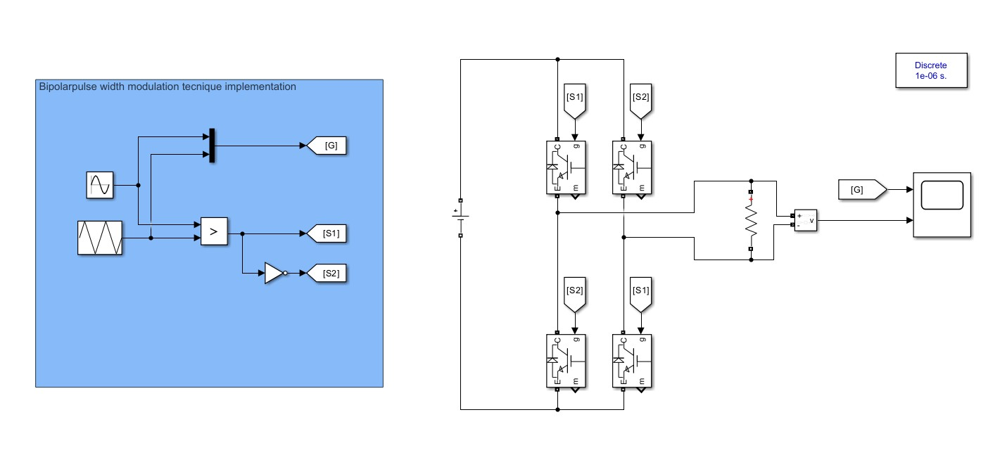 Bipolarpulse width modulation tecnique implementation
[G]
>
[S1]
[S2]
[S1]
[S2]
C
g
E
m
C
g
E
m
+
[S2]
[S1]
C
g
E
m
C
g
E
m
+
+
-
v
[G]
Discrete
1e-06 s.